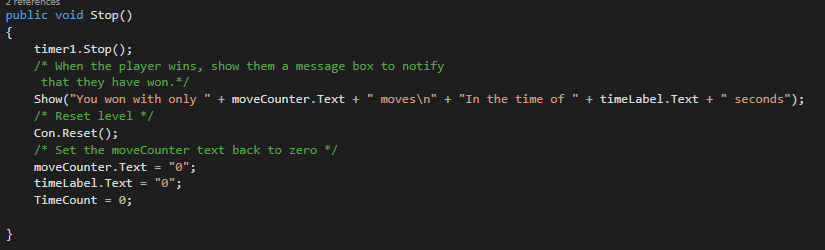 2 references
public void Stop()
{
timer1.Stop();
/* When the player wins, show them a message box to notify
that they have won.*/
Show("You won with only " + moveCounter.Text + " moves\n" + "In the time of " + timeLabel.Text + " seconds");
/* Reset level */
Con.Reset();
/* Set the moveCounter text back to zero */
moveCounter.Text = "0";
timeLabel.Text = "0";
TimeCount = 0;
}